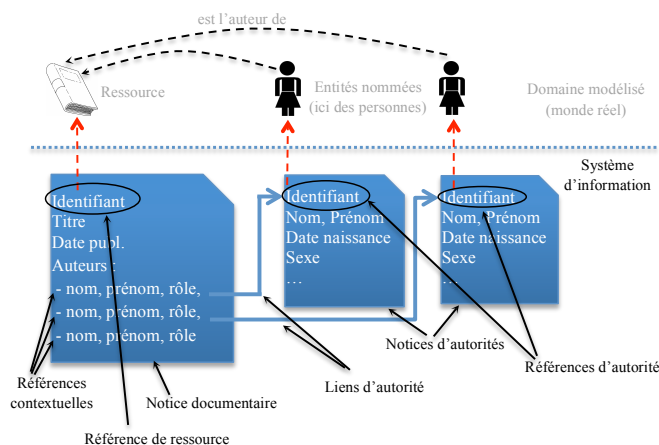 est l'auteur de
Ressource
Entités nommées
(ici des personnes)
Domaine modélisé
(monde réel)
Système
d'information
Identifiant
Titre
Date publ.
Auteurs :
- nom, prénom, rôle,
- nom, prénom, rôle,
- nom, prénom, rôle
Identifiant
Nom, Prénom
Date naissance
Sexe
…
Identifiant
Nom, Prénom
Date naissance
Sexe
…
Références
contextuelles
Notice documentaire
Référence de ressource
Liens d'autorité
Notices d'autorités
Références d'autorité